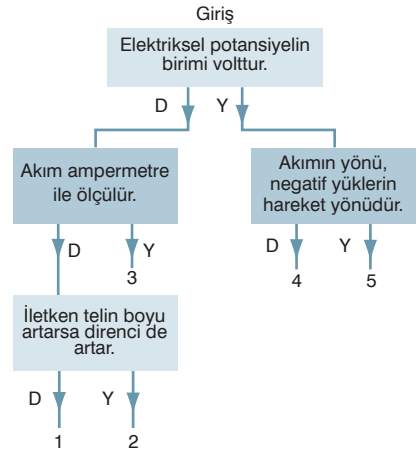 Giriş
Elektriksel potansiyelin
birimi volttur.
D
Y
Akım ampermetre
ile ölçülür.
Akımın yönü,
negatif yüklerin
hareket yönüdür.
D
Y
3
D
Y
4
5
İletken telin boyu
artarsa direnci de
artar.
D
Y
1
2